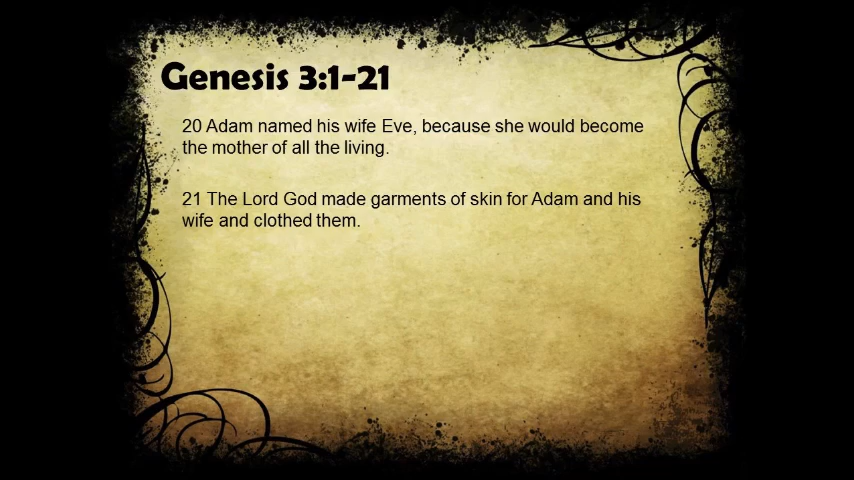 Genesis 3:1-21
20 Adam named his wife Eve, because she would become
the mother of all the living.
21 The Lord God made garments of skin for Adam and his
wife and clothed them.